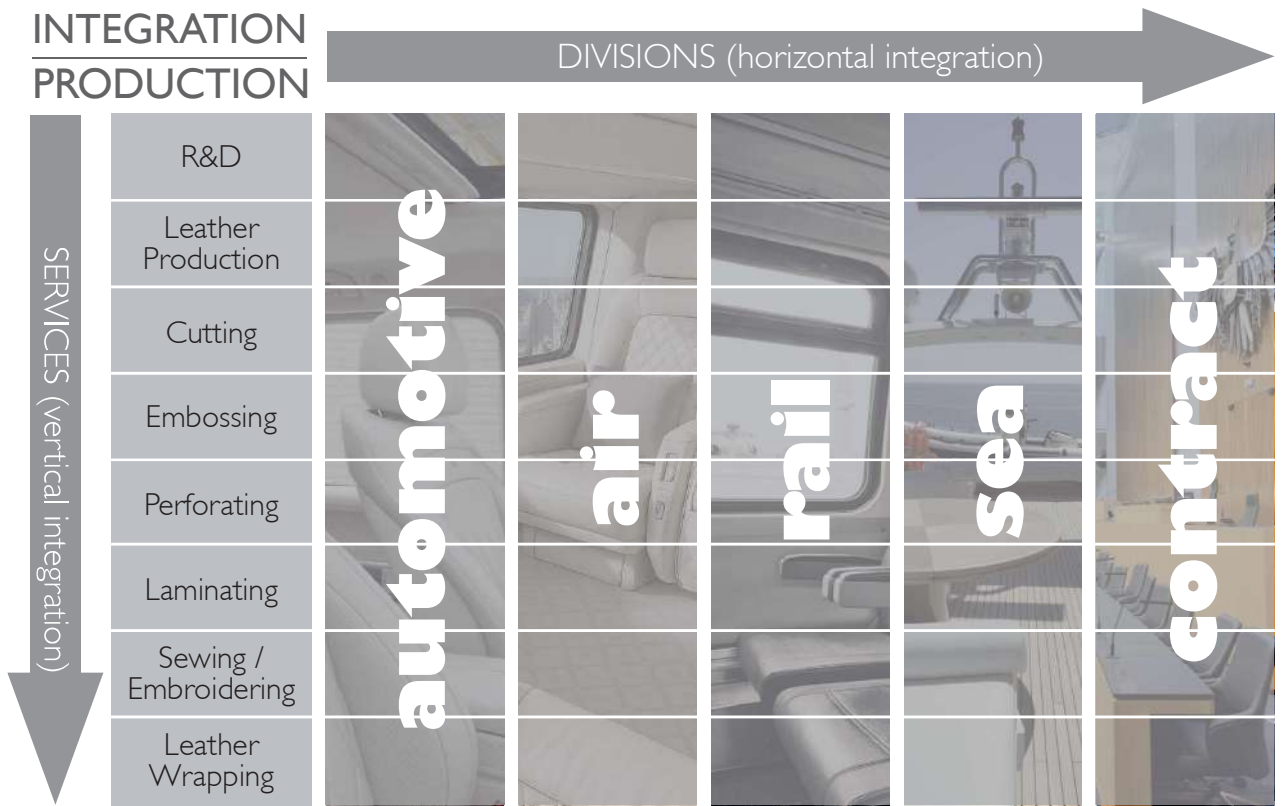 INTEGRATION
PRODUCTION
DIVISIONS (horizontal integration)
SERVICES (vertical integration)
R&D
Leather
Production
Cutting
Embossing
Perforating
Laminating
Sewing /
Embroidering
Leather
Wrapping
automotive
air
rail
sea
contract